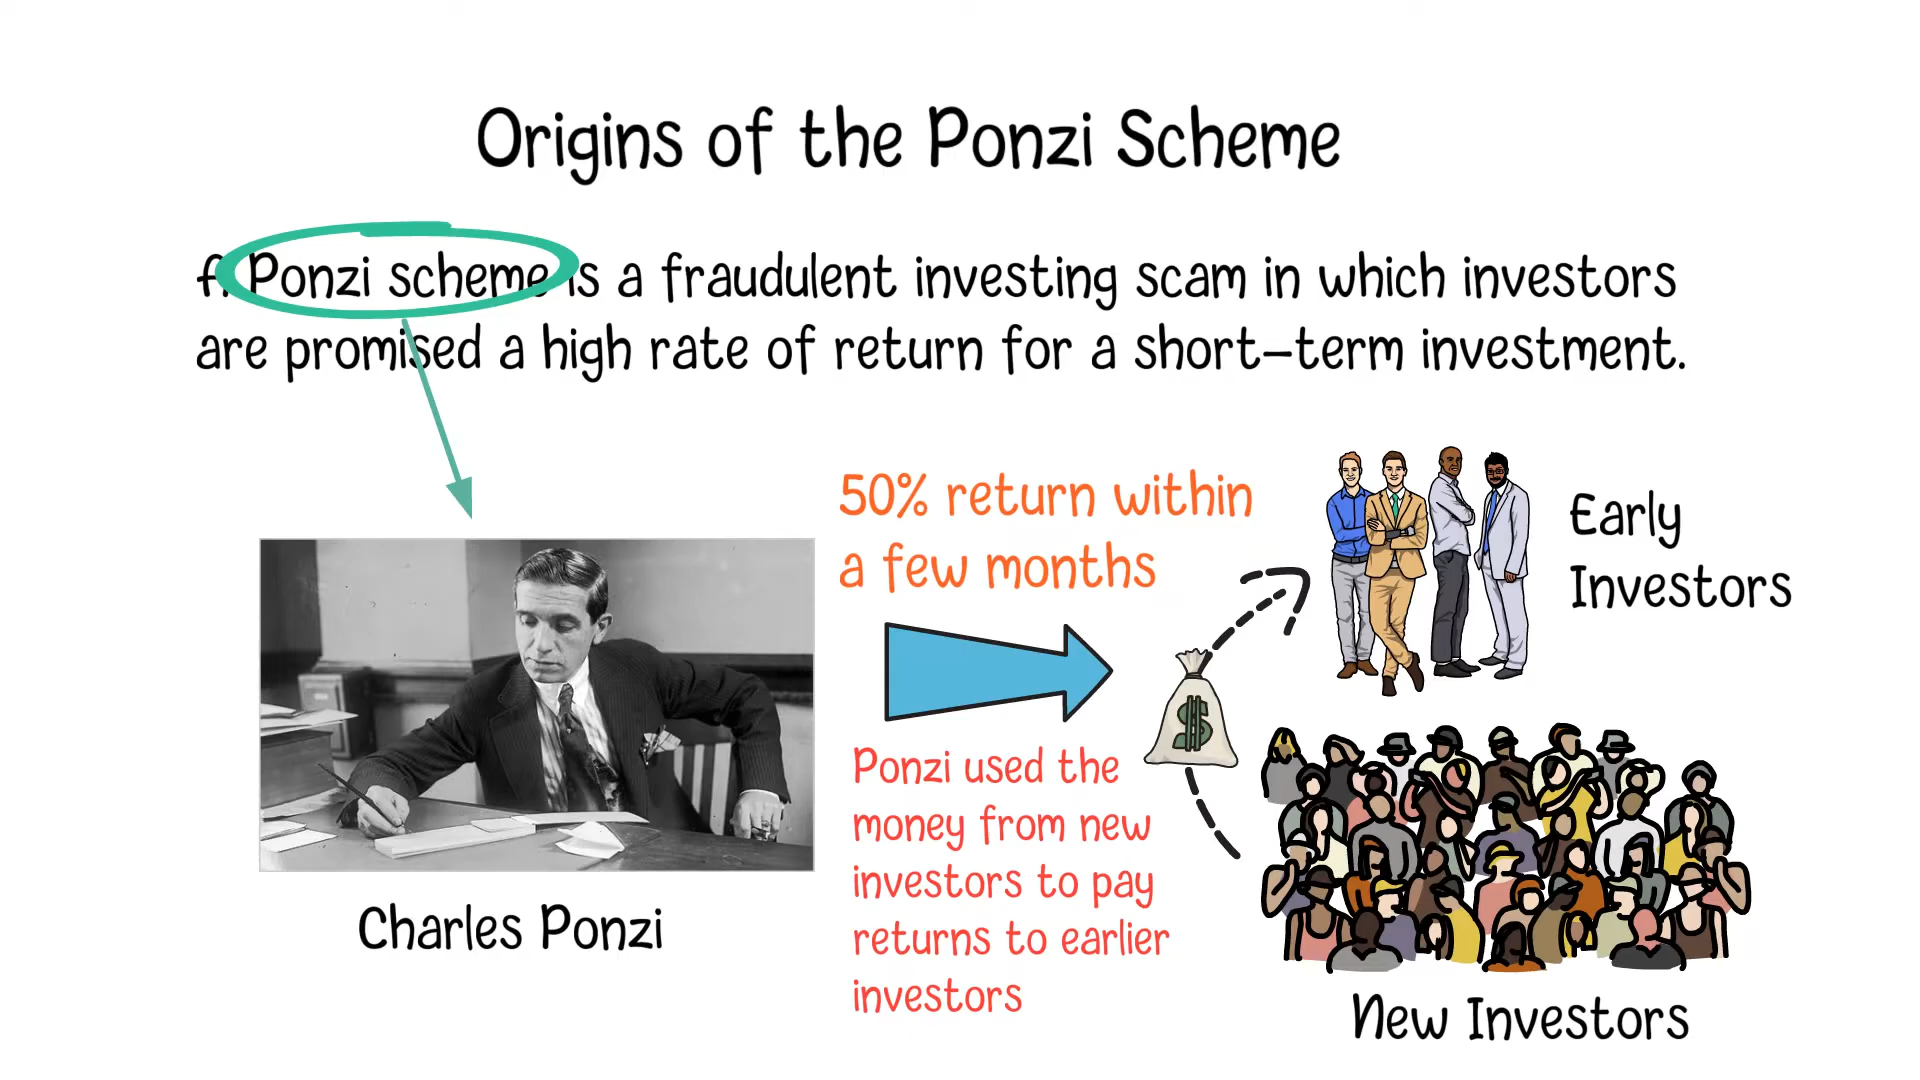 Origins of the Ponzi Scheme
Ponzi scheme is a fraudulent investing scam in which investors
are promised a high rate of return for a short-term investment.
50% return within
a few months
Early
Investors
$
Ponzi used the
money from new
investors to pay
returns to earlier
investors
Charles Ponzi
New Investors